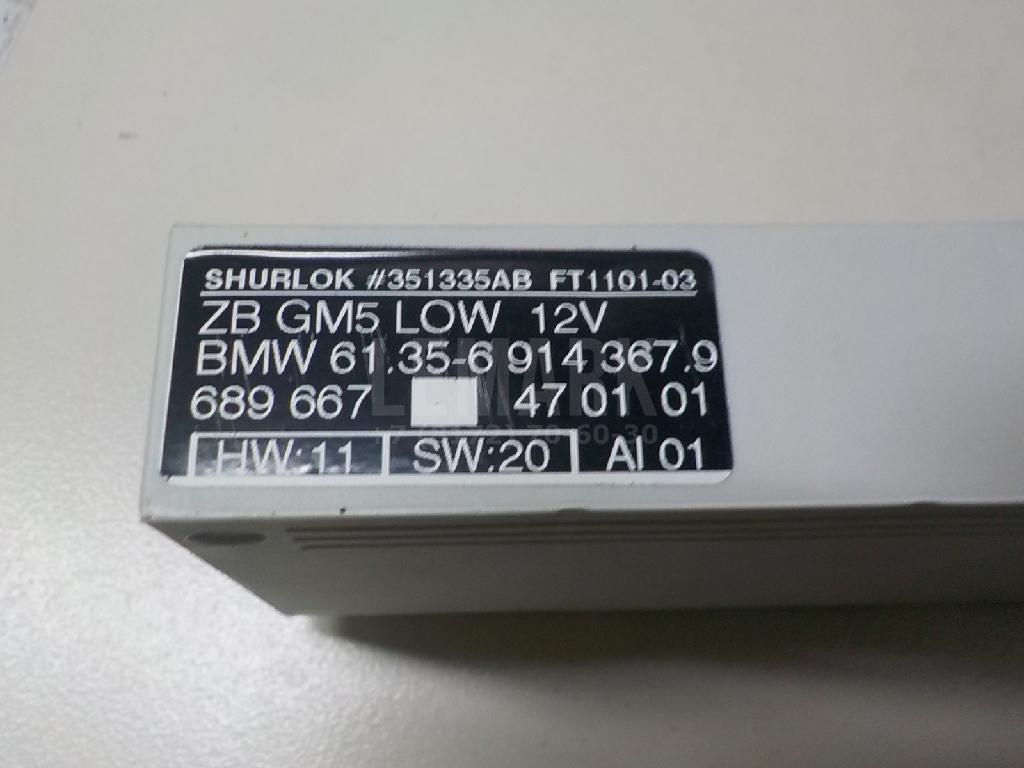 SHURLOK #351335AB FT1101-03
ZB GM5 LOW 12V
BMW 61.35-6 914 367.9
689 667 47 01 01
HW:11 SW:20 AI 01
LEMARK